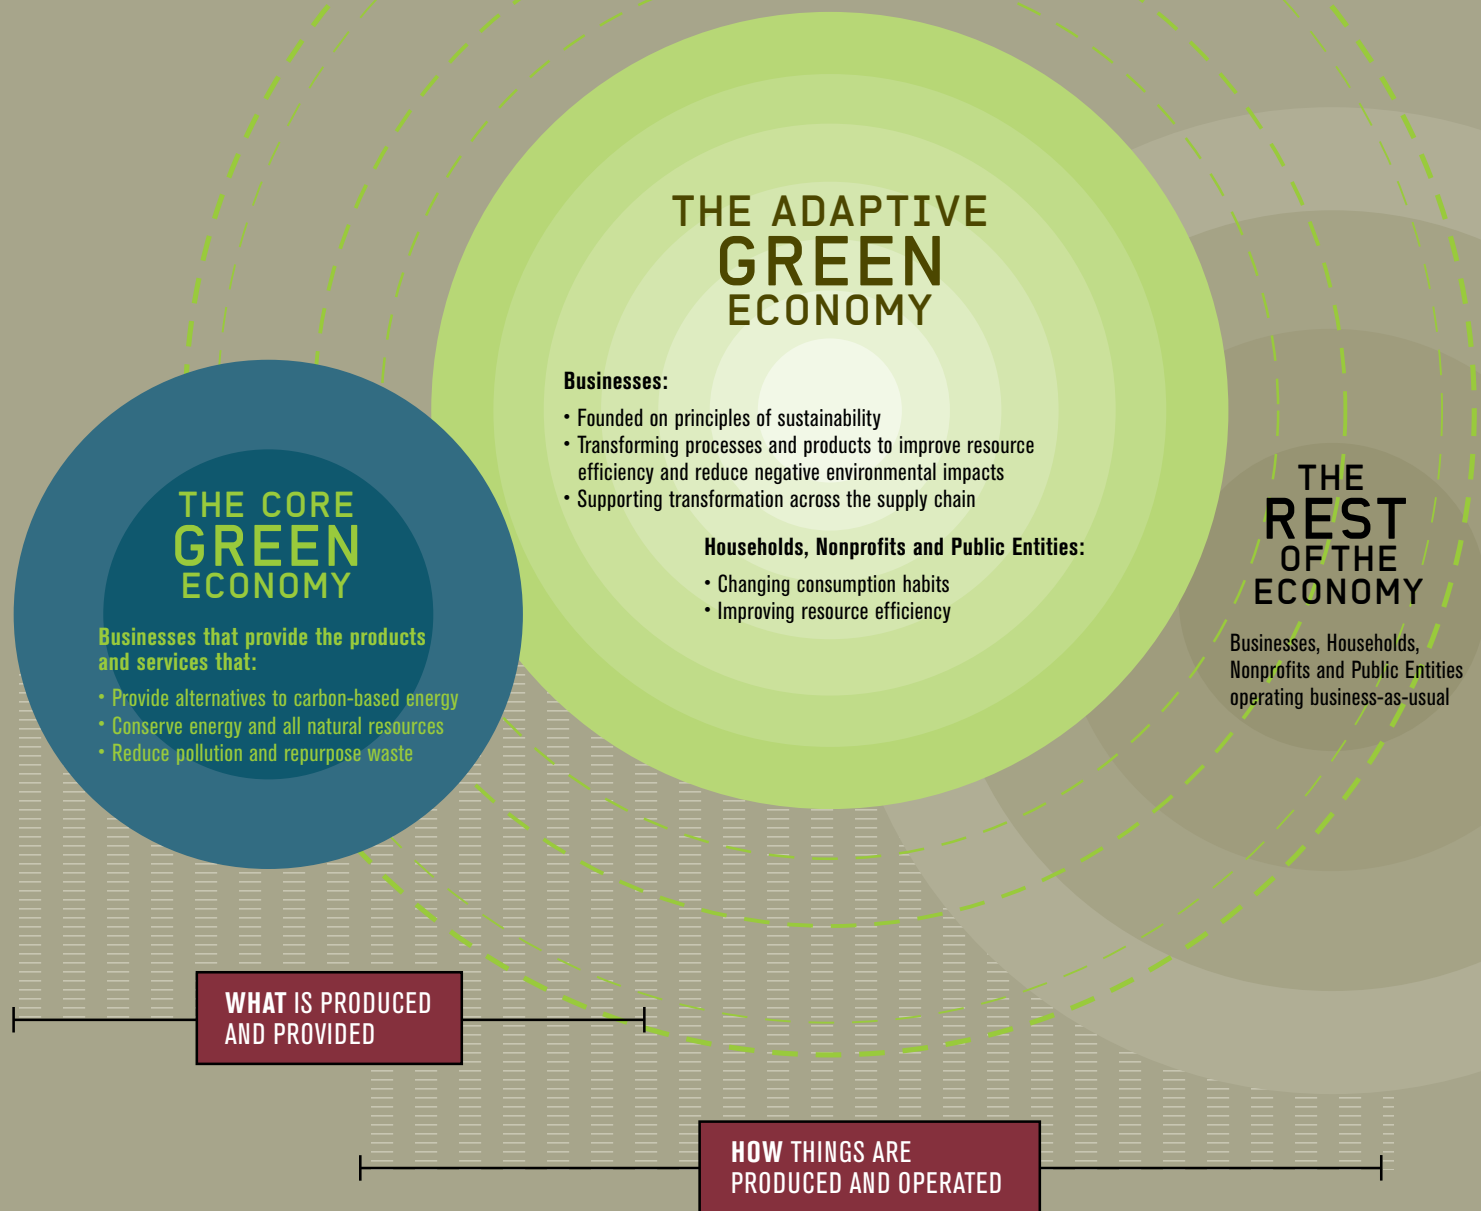 THE ADAPTIVE
GREEN
ECONOMY
Businesses:
• Founded on principles of sustainability
• Transforming processes and products to improve resource
efficiency and reduce negative environmental impacts
• Supporting transformation across the supply chain
Households, Nonprofits and Public Entities:
• Changing consumption habits
• Improving resource efficiency
THE CORE
GREEN
ECONOMY
Businesses that provide the products
and services that:
• Provide alternatives to carbon-based energy
• Conserve energy and all natural resources
• Reduce pollution and repurpose waste
THE
REST
OF THE
ECONOMY
Businesses, Households,
Nonprofits and Public Entities
operating business-as-usual
WHAT IS PRODUCED
AND PROVIDED
HOW THINGS ARE
PRODUCED AND OPERATED